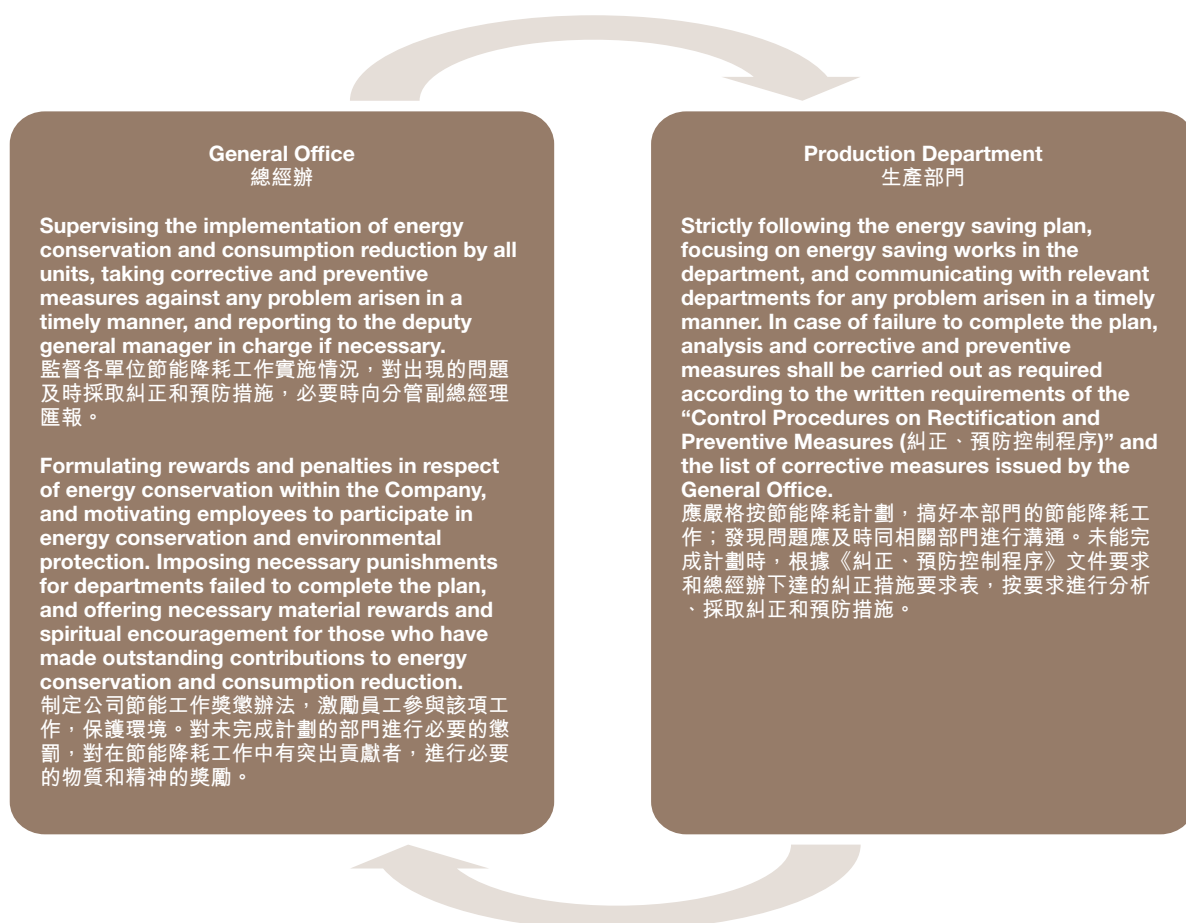 General Office
總經辦
Supervising the implementation of energy
conservation and consumption reduction by all
units, taking corrective and preventive
measures against any problem arisen in a
timely manner, and reporting to the deputy
general manager in charge if necessary.
監督各單位節能降耗工作實施情況，對出現的問題
及時採取糾正和預防措施，必要時向分管副總經理
匯報。
Formulating rewards and penalties in respect
of energy conservation within the Company,
and motivating employees to participate in
energy conservation and environmental
protection. Imposing necessary punishments
for departments failed to complete the plan,
and offering necessary material rewards and
spiritual encouragement for those who have
made outstanding contributions to energy
conservation and consumption reduction.
制定公司節能工作獎懲辦法，激勵員工參與該項工
作，保護環境。對未完成計劃的部門進行必要的懲
罰，對在節能降耗工作中有突出貢獻者，進行必要
的物質和精神的獎勵。
Production Department
生產部門
Strictly following the energy saving plan,
focusing on energy saving works in the
department, and communicating with relevant
departments for any problem arisen in a timely
manner. In case of failure to complete the plan,
analysis and corrective and preventive
measures shall be carried out as required
according to the written requirements of the
“Control Procedures on Rectification and
Preventive Measures (糾正、預防控制程序)” and
the list of corrective measures issued by the
General Office.
應嚴格按節能降耗計劃，搞好本部門的節能降耗工
作；發現問題應及時同相關部門進行溝通。未能完
成計劃時，根據《糾正、預防控制程序》文件要求
和總經辦下達的糾正措施要求表，按要求進行分析
、採取糾正和預防措施。